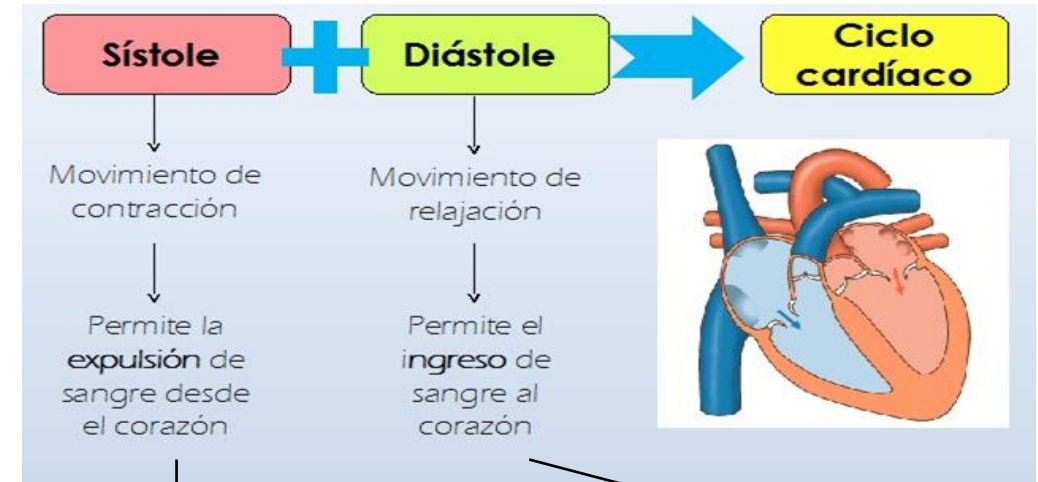 Sístole
Diástole
Ciclo
cardíaco
Movimiento de
contracción
Movimiento de
relajación
Permite la
expulsión de
sangre desde
el corazón
Permite el
ingreso de
sangre al
corazón